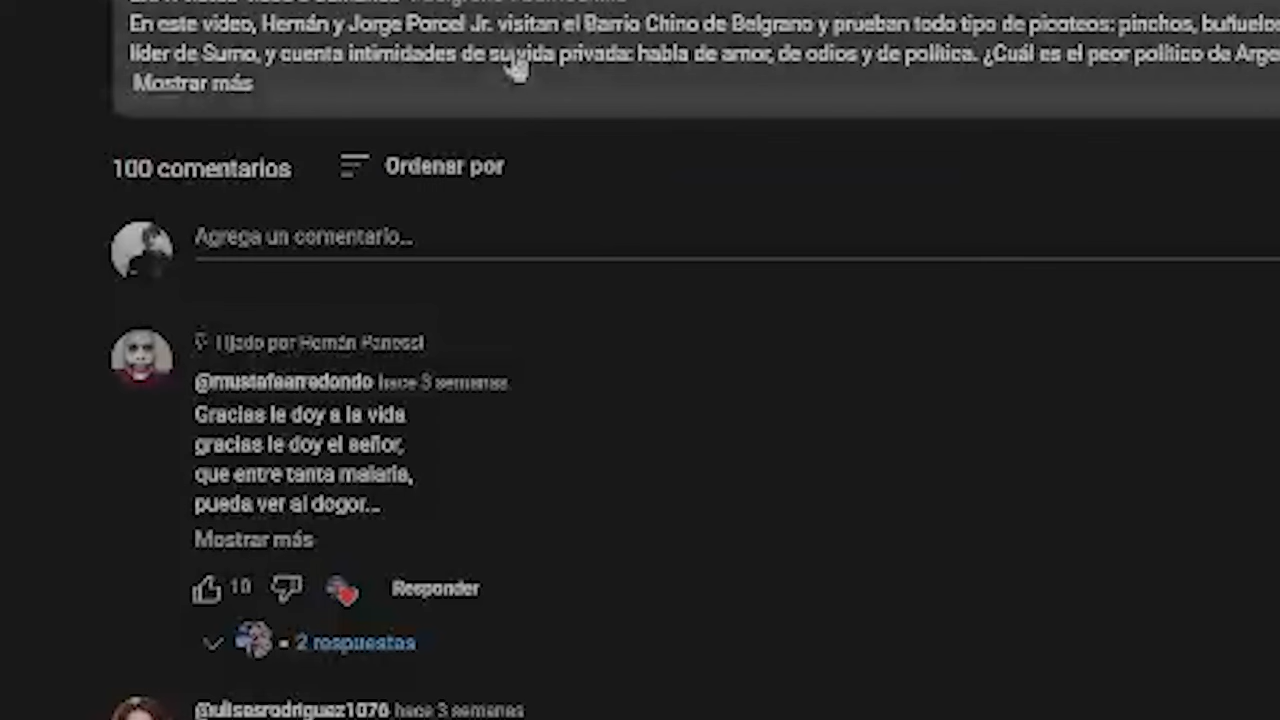 En este video, Hernán y Jorge Porcel Jr. visitan el Barrio Chino de Belgrano y prueban todo tipo de picoteos: pinchos, buñuelos
líder de Sumo, y cuenta intimidades de su vida privada: habla de amor, de odios y de política. ¿Cuál es el peor político de Arge
Mostrar más
100 comentarios
Ordenar por
Agrega un comentario...
Fijado por Hernán Panessi
@mustafaarredondo hace 3 semanas
Gracias le doy a la vida
gracias le doy el señor,
que entre tanta malaria,
pueda ver al dogor...
Mostrar más
10
Responder
2 respuestas
@ulisesrodriguez1076 hace 3 semanas